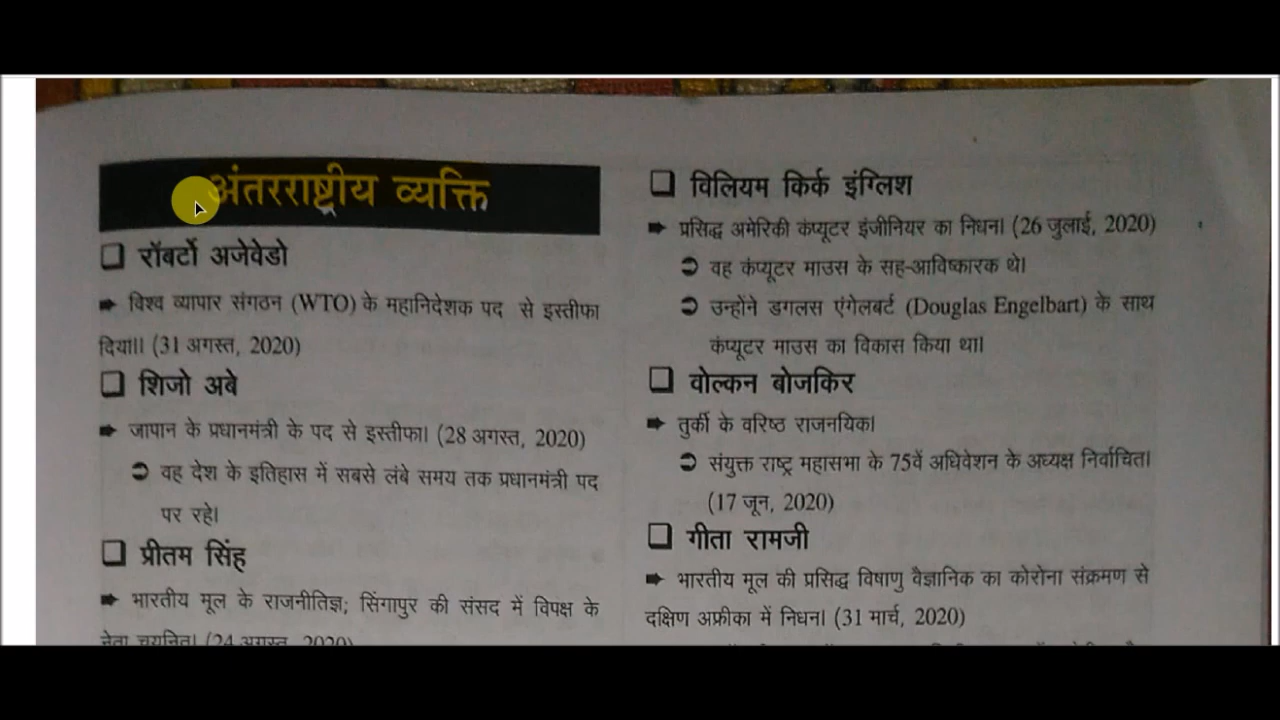 अंतरराष्ट्रीय व्यक्ति
❑ रॉबर्टो अजेवेडो
➨ विश्व व्यापार संगठन (WTO) के महानिदेशक पद से इस्तीफा
दिया।। (31 अगस्त, 2020)
❑ शिजो अबे
➨ जापान के प्रधानमंत्री के पद से इस्तीफा। (28 अगस्त, 2020)
➲ वह देश के इतिहास में सबसे लंबे समय तक प्रधानमंत्री पद
पर रहे।
❑ प्रीतम सिंह
➨ भारतीय मूल के राजनीतिज्ञ; सिंगापुर की संसद में विपक्ष के
नेता चयनित। (24 अगस्त, 2020)
❑ विलियम किर्क इंग्लिश
➨ प्रसिद्ध अमेरिकी कंप्यूटर इंजीनियर का निधन। (26 जुलाई, 2020)
➲ वह कंप्यूटर माउस के सह-आविष्कारक थे।
➲ उन्होंने डगलस एंगेलबर्ट (Douglas Engelbart) के साथ
कंप्यूटर माउस का विकास किया था।
❑ वोल्कन बोजकिर
➨ तुर्की के वरिष्ठ राजनयिक।
➲ संयुक्त राष्ट्र महासभा के 75वें अधिवेशन के अध्यक्ष निर्वाचित।
(17 जून, 2020)
❑ गीता रामजी
➨ भारतीय मूल की प्रसिद्ध विषाणु वैज्ञानिक का कोरोना संक्रमण से
दक्षिण अफ्रीका में निधन। (31 मार्च, 2020)